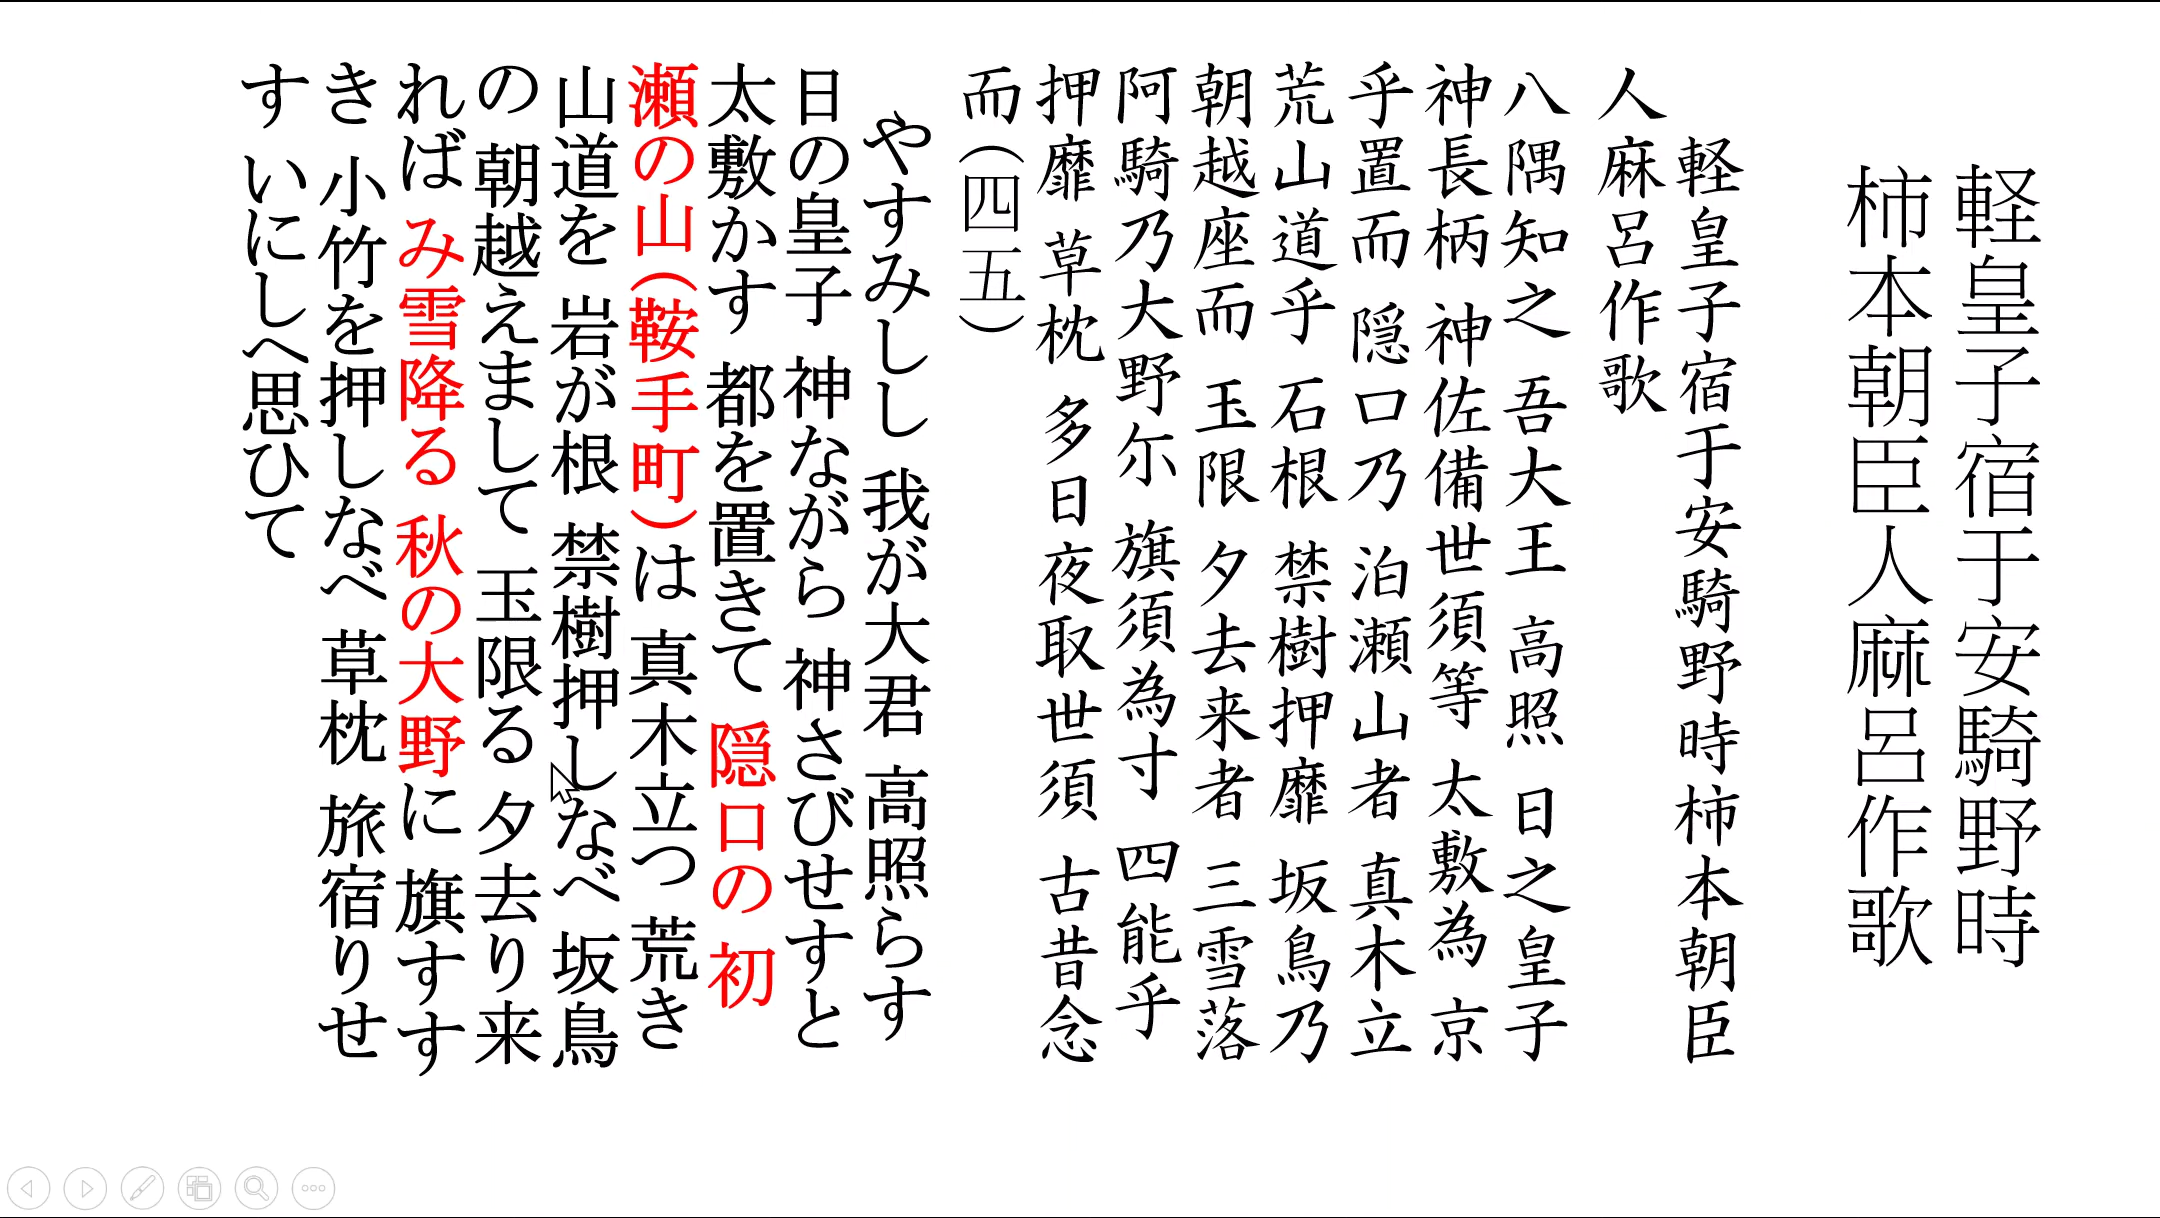 軽皇子宿于安騎野時
柿本朝臣人麻呂作歌
軽皇子宿于安騎野時柿本朝臣
人麻呂作歌
八隅知之 吾大王 高照 日之皇子
神長柄 神佐備世須等 太敷為 京
乎置而 隠口乃 泊瀬山者 真木立
荒山道乎 石根 禁樹押靡 坂鳥乃
朝越座而 玉限 夕去来者 三雪落
阿騎乃大野尓 旗須為寸 四能乎
押靡 草枕 多日夜取世須 古昔念
而(四五)
やすみしし 我が大君 高照らす
日の皇子 神ながら 神さびせすと
太敷かす 都を置きて 隠口の 初
瀬の山(鞍手町)は 真木立つ 荒き
山道を 岩が根 禁樹押しなべ 坂鳥
の 朝越えまして 玉限る 夕去り来
れば み雪降る 秋の大野に 旗すす
き 小竹を押しなべ 草枕 旅宿りせ
す いにしへ思ひて